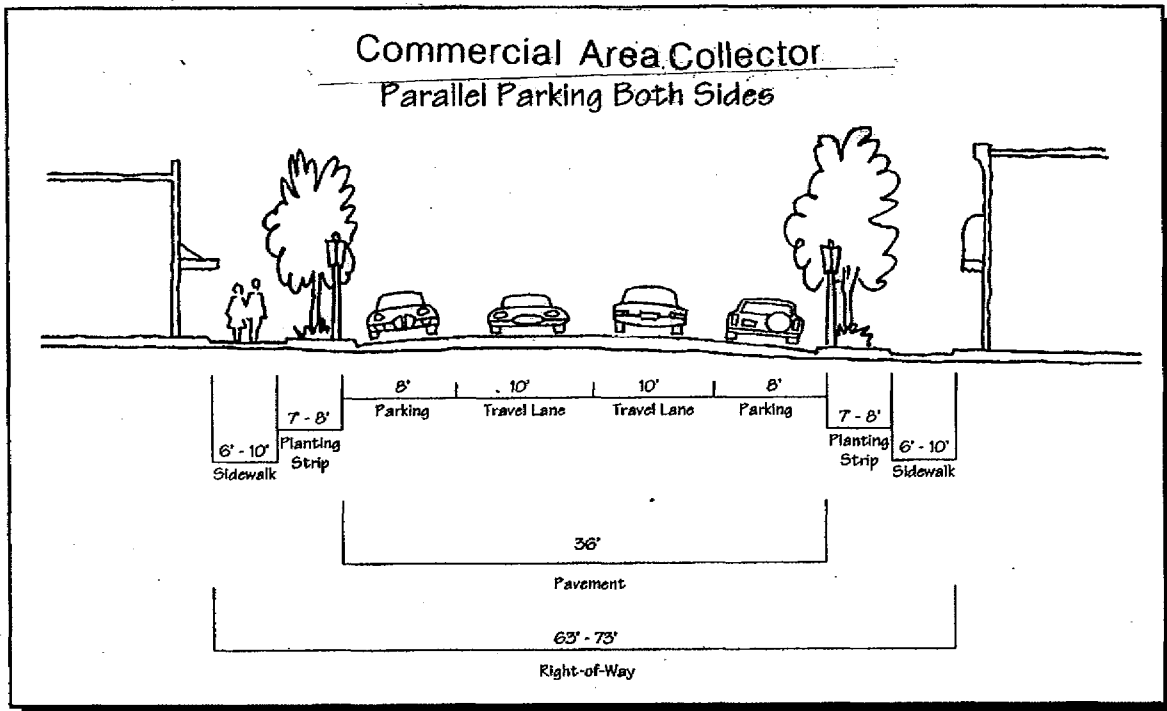 Commercial Area Collector
Parallel Parking Both Sides
8' 10' 10' 8'
Parking Travel Lane Travel Lane Parking
7' - 8' 7' - 8'
Planting Strip Planting Strip
6' - 10' 6' - 10'
Sidewalk Sidewalk
36'
Pavement
63' - 73'
Right-of-Way